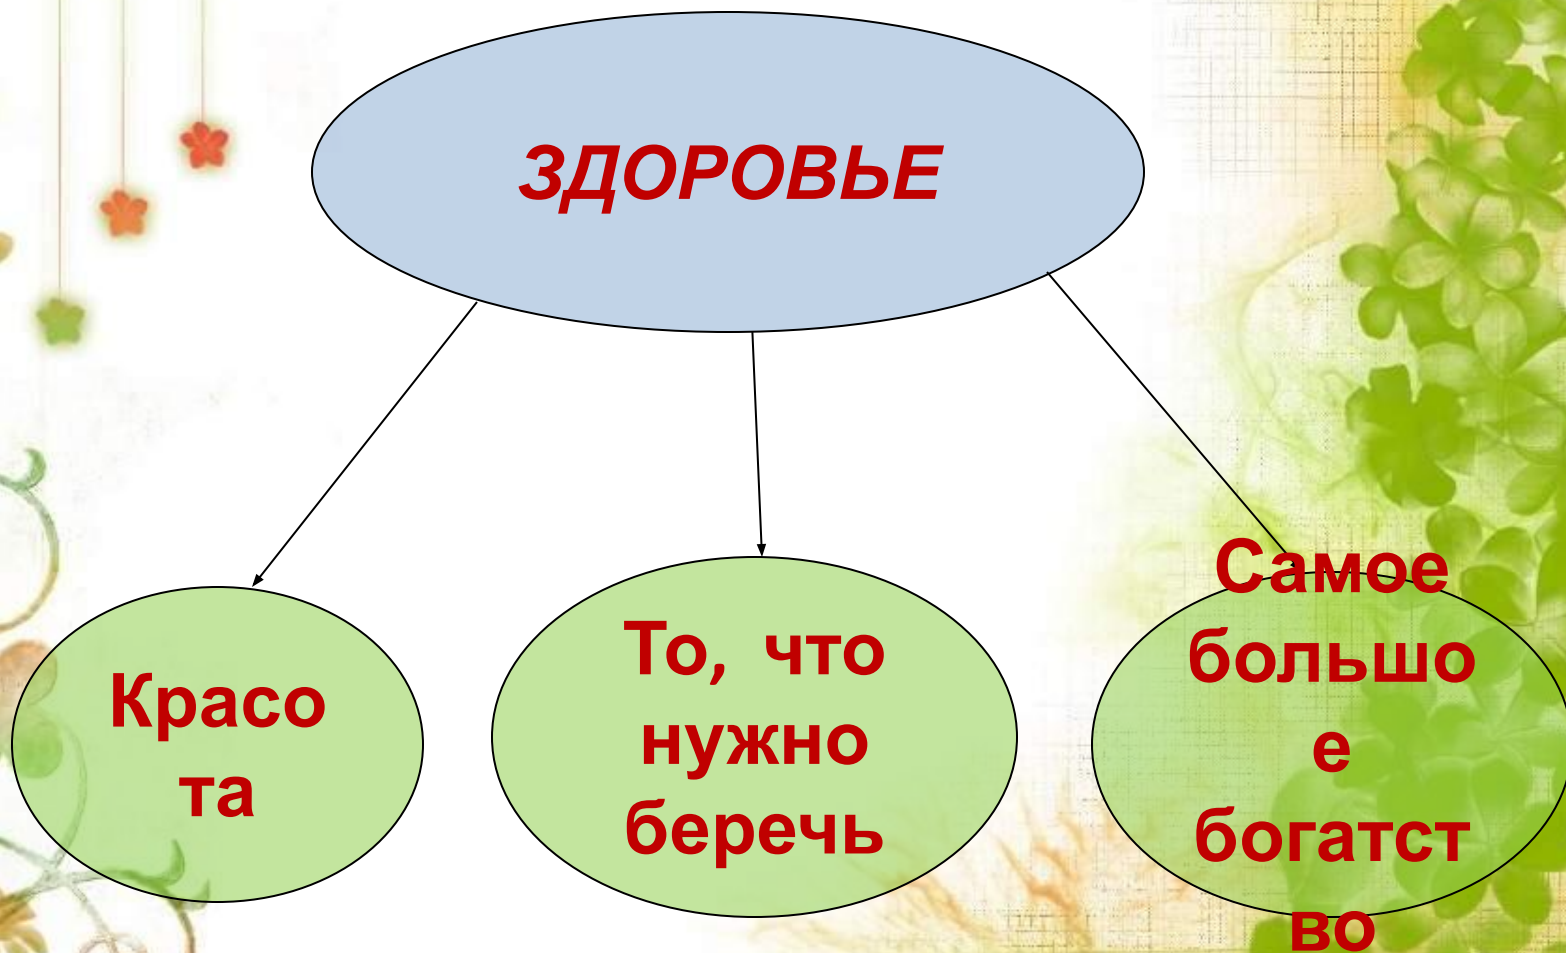 ЗДОРОВЬЕ
Красо
та
То, что
нужно
беречь
Самое
большо
е
богатст
во